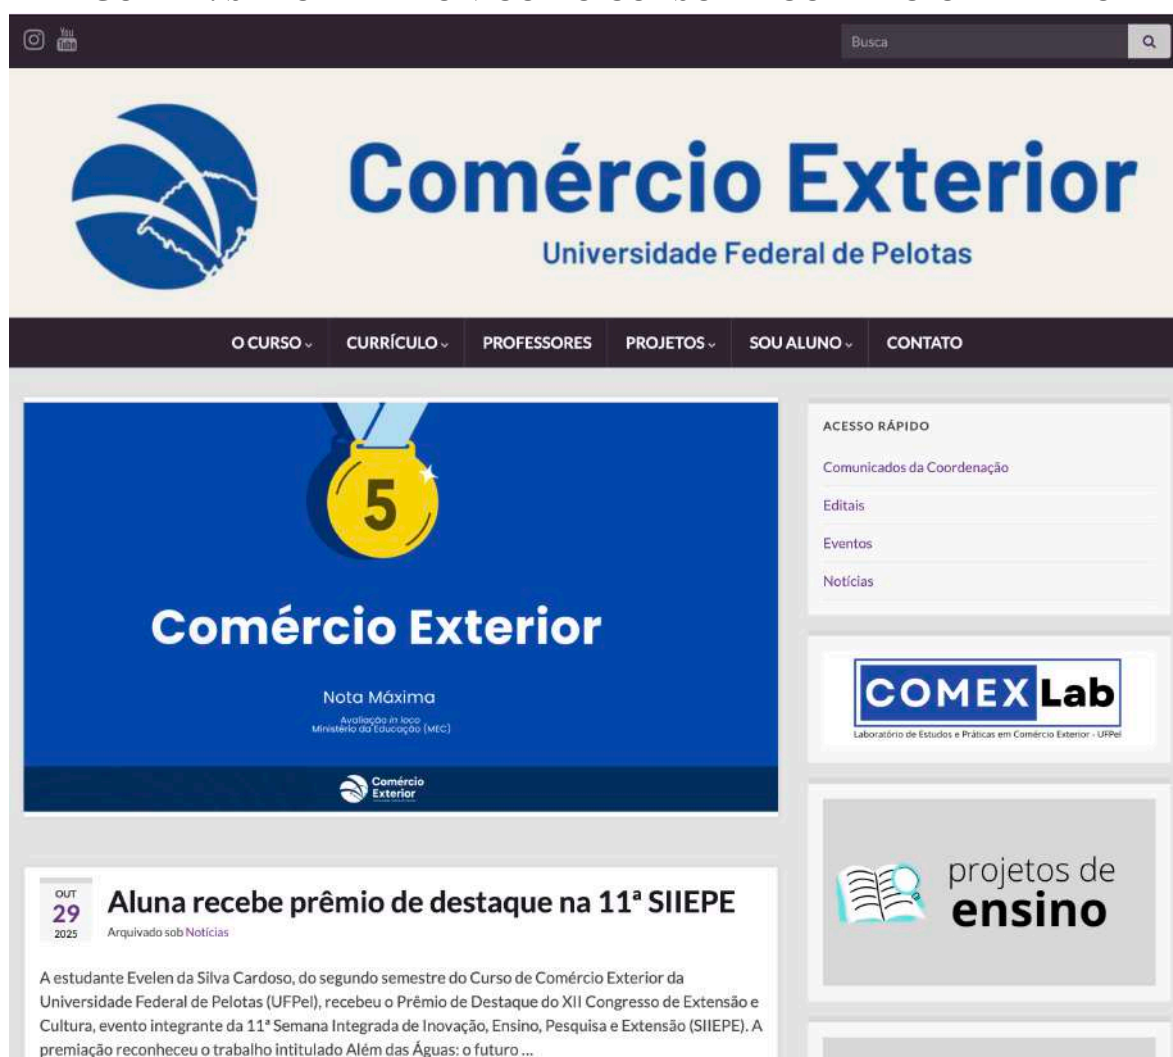 You
Tube
Busca
Comércio Exterior
Universidade Federal de Pelotas
O CURSO
CURRÍCULO
PROFESSORES
PROJETOS
SOU ALUNO
CONTATO
5
Comércio Exterior
Nota Máxima
Avaliação in loco
Ministério da Educação (MEC)
Comércio
Exterior
OUT
29
2025
Aluna recebe prêmio de destaque na 11ª SIIEPE
Arquivado sob Notícias
A estudante Evelen da Silva Cardoso, do segundo semestre do Curso de Comércio Exterior da
Universidade Federal de Pelotas (UFPel), recebeu o Prêmio de Destaque do XII Congresso de Extensão e
Cultura, evento integrante da 11ª Semana Integrada de Inovação, Ensino, Pesquisa e Extensão (SIIEPE). A
premiação reconheceu o trabalho intitulado Além das Águas: o futuro ...
ACESSO RÁPIDO
Comunicados da Coordenação
Editais
Eventos
Notícias
COMEX Lab
Laboratório de Estudos e Práticas em Comércio Exterior - UFPel
projetos de
ensino